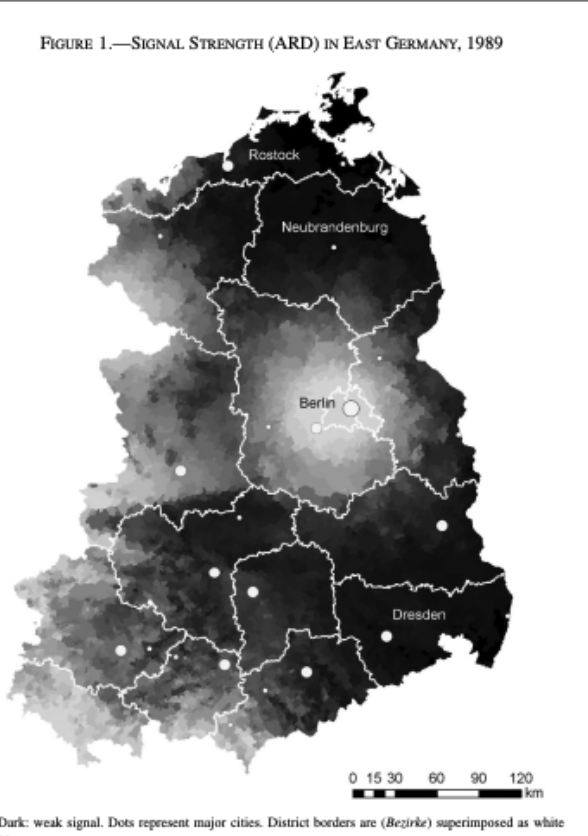 FIGURE 1.—SIGNAL STRENGTH (ARD) IN EAST GERMANY, 1989
Rostock
Neubrandenburg
Berlin
Dresden
0 15 30 60 90 120
km
Dark: weak signal. Dots represent major cities. District borders are (Bezirke) superimposed as white